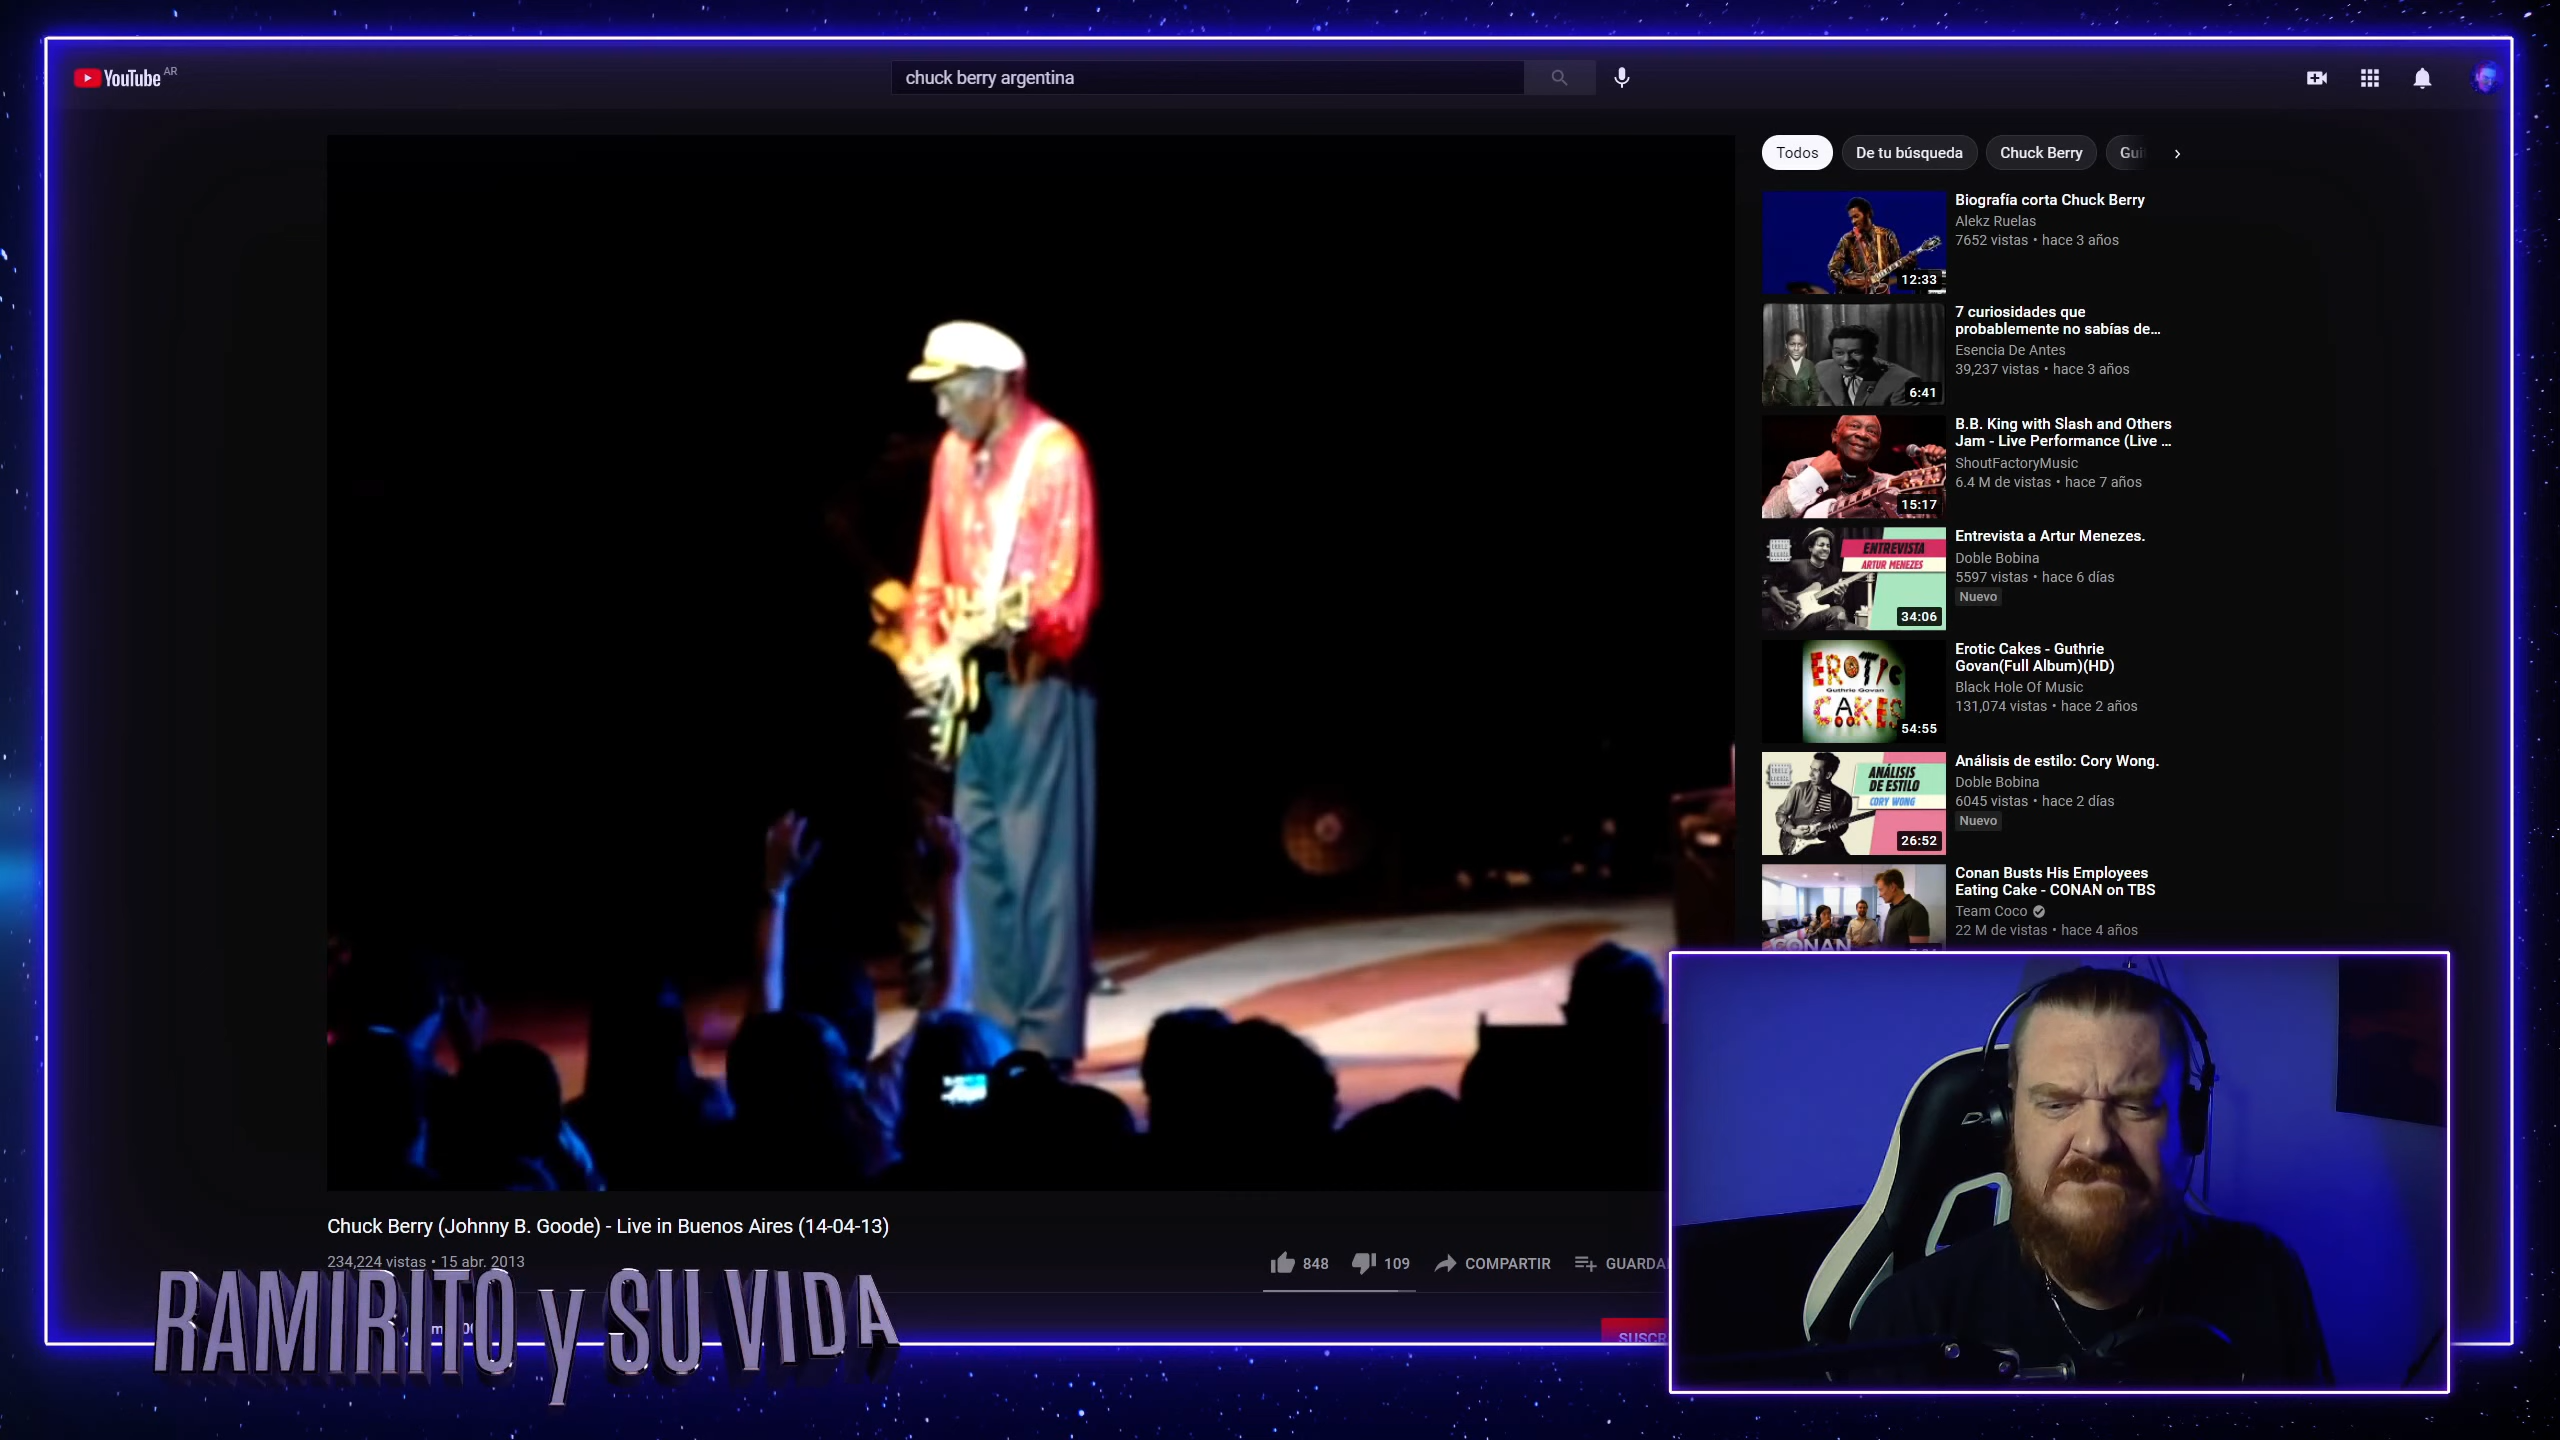 YouTube AR
chuck berry argentina
Todos
De tu búsqueda
Chuck Berry
Biografía corta Chuck Berry
Alekz Ruelas
7652 vistas • hace 3 años
12:33
7 curiosidades que
probablemente no sabías de...
Esencia De Antes
39,237 vistas • hace 3 años
6:41
B.B. King with Slash and Others
Jam - Live Performance (Live ...
ShoutFactoryMusic
6.4 M de vistas • hace 7 años
15:17
ENTREVISTA
ARTUR MENEZES
34:06
Entrevista a Artur Menezes.
Doble Bobina
5597 vistas • hace 6 días
Nuevo
EROTIC
Guthrie Govan
CAKES
54:55
Erotic Cakes - Guthrie
Govan(Full Album)(HD)
Black Hole Of Music
131,074 vistas • hace 2 años
ANÁLISIS
DE ESTILO
CORY WONG
26:52
Análisis de estilo: Cory Wong.
Doble Bobina
6045 vistas • hace 2 días
Nuevo
CONAN
Conan Busts His Employees
Eating Cake - CONAN on TBS
Team Coco
22 M de vistas • hace 4 años
Chuck Berry (Johnny B. Goode) - Live in Buenos Aires (14-04-13)
234,224 vistas • 15 abr. 2013
848
109
COMPARTIR
RAMIRITO y SU VIDA